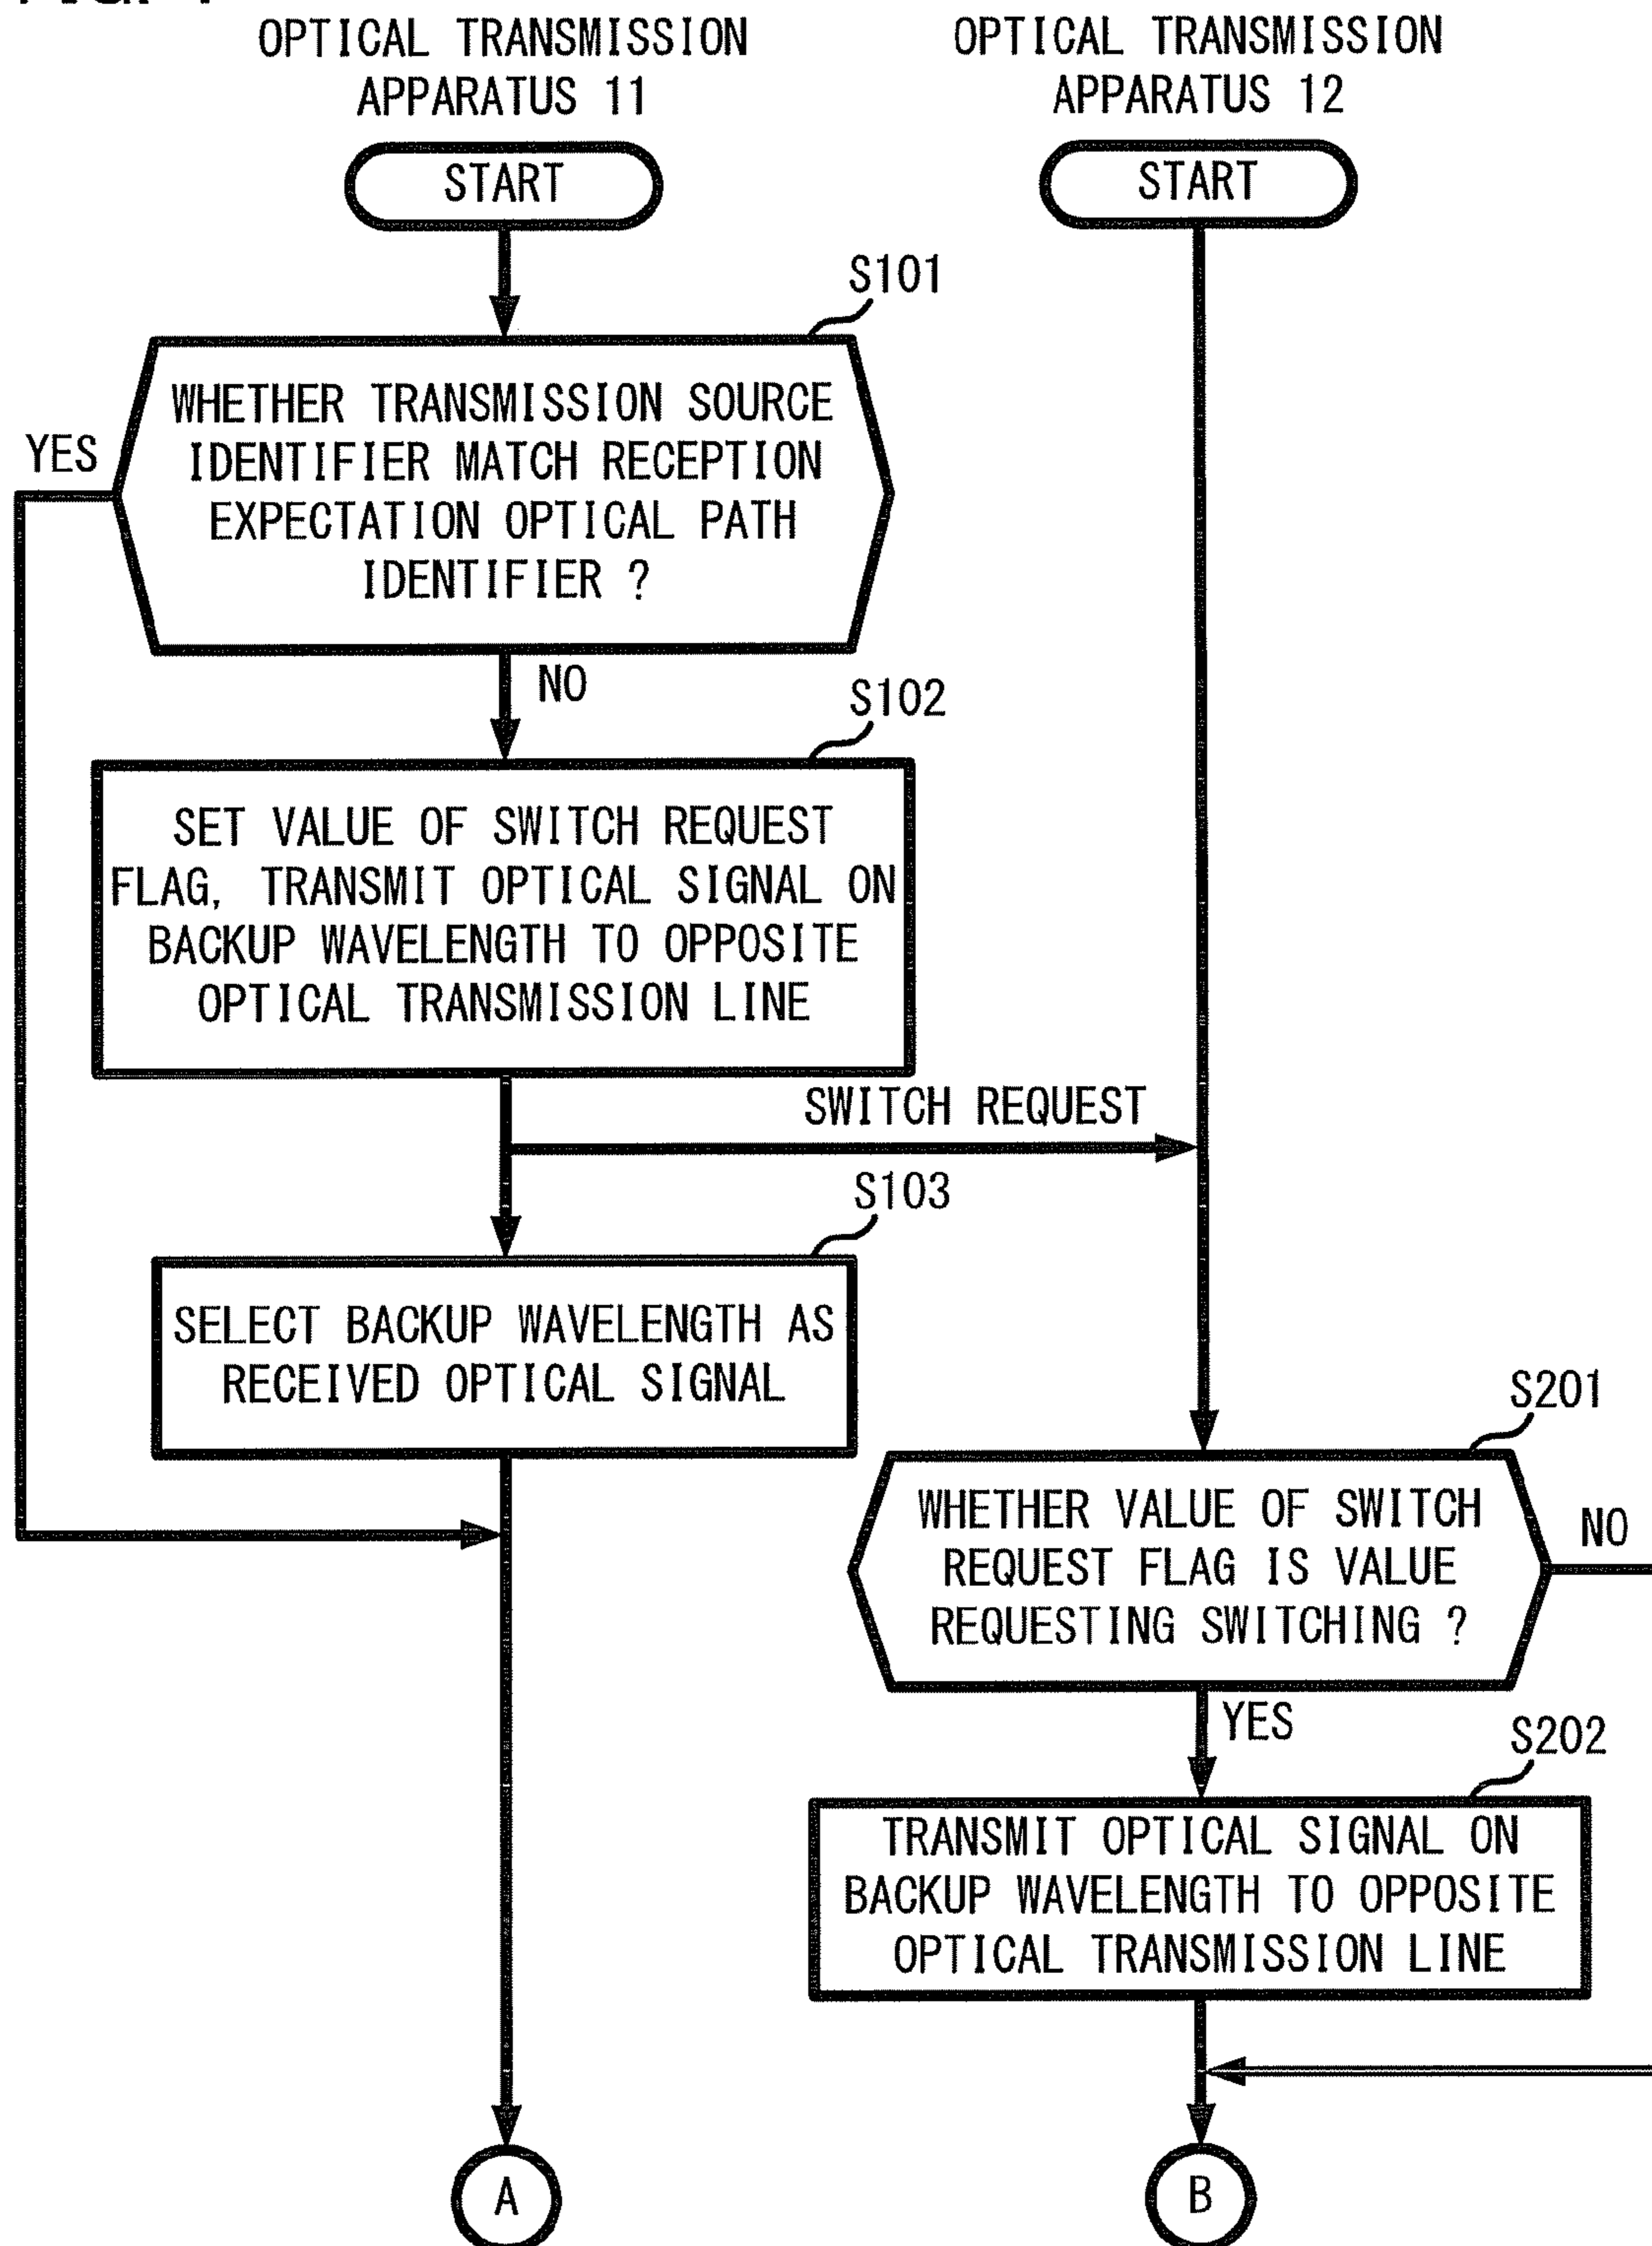 OPTICAL TRANSMISSION
APPARATUS 11
OPTICAL TRANSMISSION
APPARATUS 12
START
START
S101
WHETHER TRANSMISSION SOURCE
IDENTIFIER MATCH RECEPTION
EXPECTATION OPTICAL PATH
IDENTIFIER ?
YES
NO
S102
SET VALUE OF SWITCH REQUEST
FLAG, TRANSMIT OPTICAL SIGNAL ON
BACKUP WAVELENGTH TO OPPOSITE
OPTICAL TRANSMISSION LINE
SWITCH REQUEST
S103
SELECT BACKUP WAVELENGTH AS
RECEIVED OPTICAL SIGNAL
S201
WHETHER VALUE OF SWITCH
REQUEST FLAG IS VALUE
REQUESTING SWITCHING ?
NO
YES
S202
TRANSMIT OPTICAL SIGNAL ON
BACKUP WAVELENGTH TO OPPOSITE
OPTICAL TRANSMISSION LINE
A
B